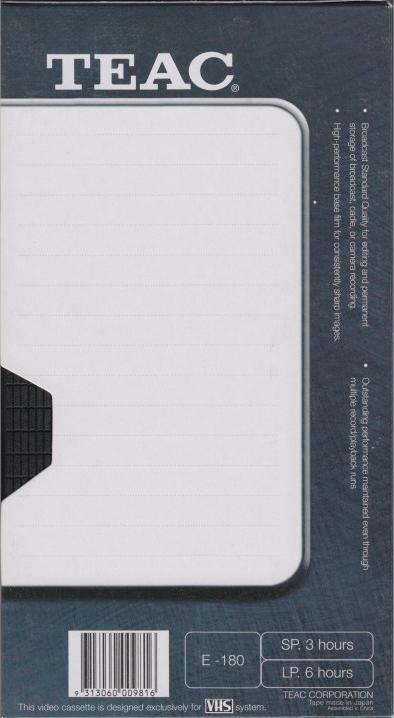 TEAC®
• Broadcast Standard Quality for editing and permanent
storage of broadcast, cable, or camera recording.
• High-performance base film for consistently sharp images.
• Outstanding performance maintained even through
multiple record/playback runs
9 313060 009816
E -180
SP. 3 hours
LP. 6 hours
TEAC CORPORATION
Tape made in Japan
Assembled in China
This video cassette is designed exclusively for VHS system.